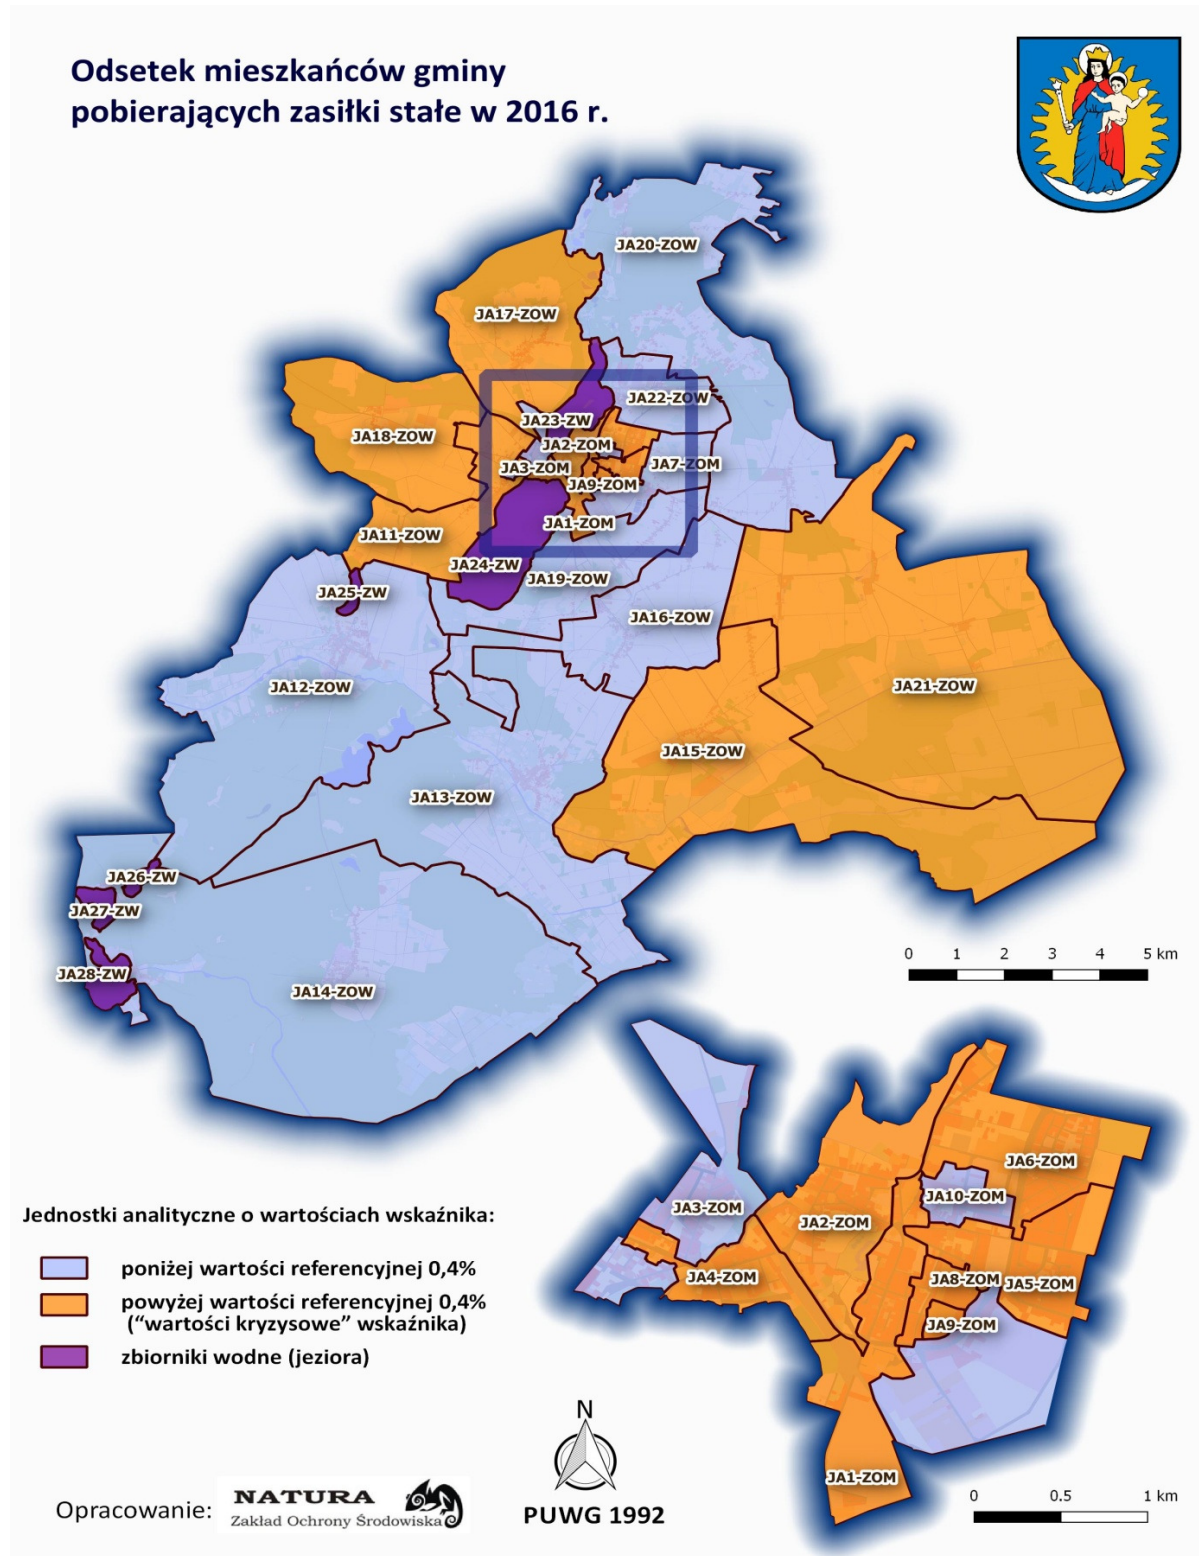 Odsetek mieszkańców gminy
pobierających zasiłki stałe w 2016 r.
JA20-ZOW
JA17-ZOW
JA22-ZOW
JA23-ZW
JA18-ZOW
JA2-ZOM
JA3-ZOM
JA7-ZOM
JA9-ZOM
JA1-ZOM
JA11-ZOW
JA24-ZW
JA19-ZOW
JA25-ZW
JA16-ZOW
JA12-ZOW
JA21-ZOW
JA15-ZOW
JA13-ZOW
JA26-ZW
JA27-ZW
JA28-ZW
JA14-ZOW
0 1 2 3 4 5 km
JA6-ZOM
JA10-ZOM
JA3-ZOM
JA2-ZOM
JA4-ZOM
JA8-ZOM
JA5-ZOM
JA9-ZOM
JA1-ZOM
Jednostki analityczne o wartościach wskaźnika:
poniżej wartości referencyjnej 0,4%
powyżej wartości referencyjnej 0,4%
(“wartości kryzysowe” wskaźnika)
zbiorniki wodne (jeziora)
N
PUWG 1992
0 0.5 1 km
Opracowanie:
NATURA
Zakład Ochrony Środowiska